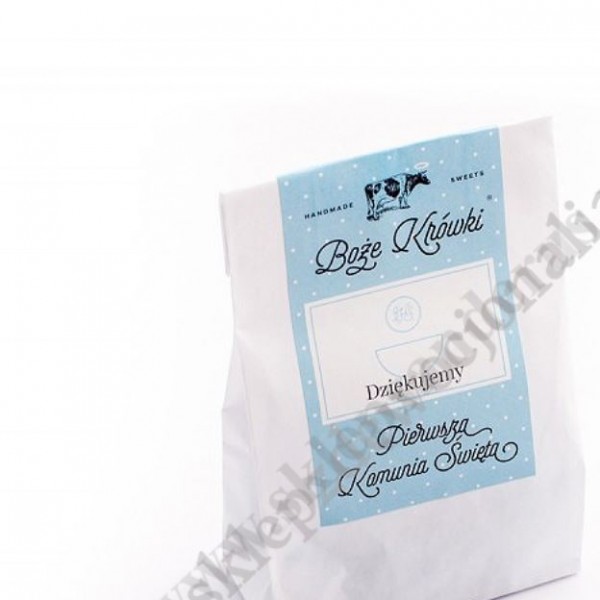 HANDMADE SWEETS
Boże Krówki ®
Dziękujemy
Pierwsza
Komunia Święta